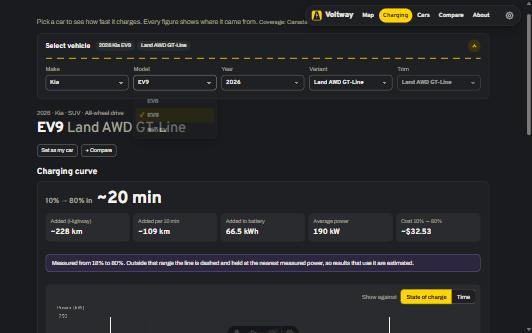 Voltway Map Charging Cars Compare About
Pick a car to see how fast it charges. Every figure shows where it came from. Coverage: Canada
Select vehicle 2026 Kia EV9 Land AWD GT-Line
Make Model Year Variant Trim
Kia EV9 2026 Land AWD GT-Line Land AWD GT-Line
EV6
✓ EV9
2026 · Kia · SUV · All-wheel drive
EV9 Land AWD GT-Line
Set as my car + Compare
Charging curve
10% → 80% in ~20 min
Added (Highway) Added per 10 min Added to battery Average power Cost 10% → 80%
~228 km ~109 km 66.5 kWh 190 kW ~$32.53
Measured from 18% to 80%. Outside that range the line is dashed and held at the nearest measured power, so results that use it are estimated.
Show against State of charge Time
Power (kW)
250